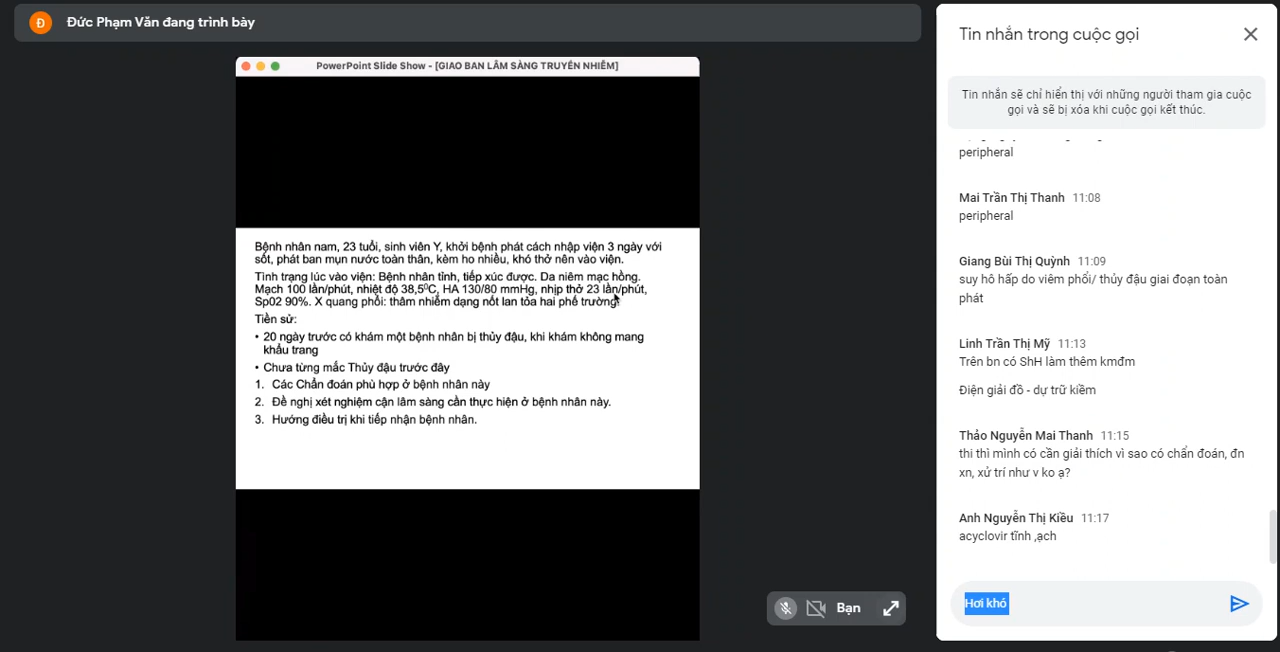 Đ
Đức Phạm Văn đang trình bày
PowerPoint Slide Show - [GIAO BAN LÂM SÀNG TRUYỀN NHIỄM]
Bệnh nhân nam, 23 tuổi, sinh viên Y, khởi bệnh phát cách nhập viện 3 ngày với
sốt, phát ban mụn nước toàn thân, kèm ho nhiều, khó thở nên vào viện.
Tình trạng lúc vào viện: Bệnh nhân tỉnh, tiếp xúc được. Da niêm mạc hồng.
Mạch 100 lần/phút, nhiệt độ 38,5⁰C, HA 130/80 mmHg, nhịp thở 23 lần/phút,
Sp02 90%. X quang phổi: thâm nhiễm dạng nốt lan tỏa hai phế trường.
Tiền sử:
• 20 ngày trước có khám một bệnh nhân bị thủy đậu, khi khám không mang
khẩu trang
• Chưa từng mắc Thủy đậu trước đây
1. Các Chẩn đoán phù hợp ở bệnh nhân này
2. Đề nghị xét nghiệm cận lâm sàng cần thực hiện ở bệnh nhân này.
3. Hướng điều trị khi tiếp nhận bệnh nhân.
Bạn
Tin nhắn trong cuộc gọi
Tin nhắn sẽ chỉ hiển thị với những người tham gia cuộc
gọi và sẽ bị xóa khi cuộc gọi kết thúc.
peripheral
Mai Trần Thị Thanh 11:08
peripheral
Giang Bùi Thị Quỳnh 11:09
suy hô hấp do viêm phổi/ thủy đậu giai đoạn toàn
phát
Linh Trần Thị Mỹ 11:13
Trên bn có ShH làm thêm kmđm
Điện giải đồ - dự trữ kiềm
Thảo Nguyễn Mai Thanh 11:15
thi thì mình có cần giải thích vì sao có chẩn đoán, đn
xn, xử trí như v ko ạ?
Anh Nguyễn Thị Kiều 11:17
acyclovir tĩnh ,ạch
Hơi khó